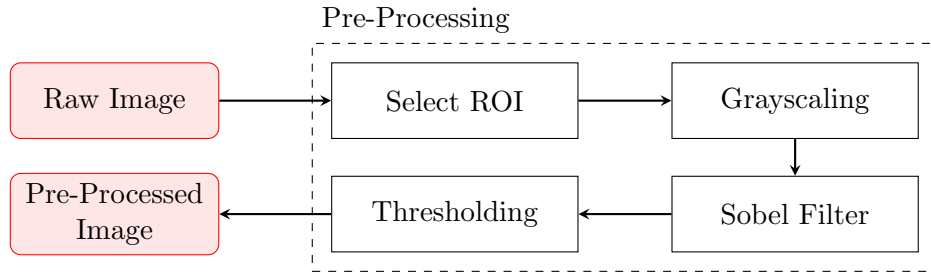 Pre-Processing
Raw Image
Select ROI
Grayscaling
Pre-Processed
Image
Thresholding
Sobel Filter